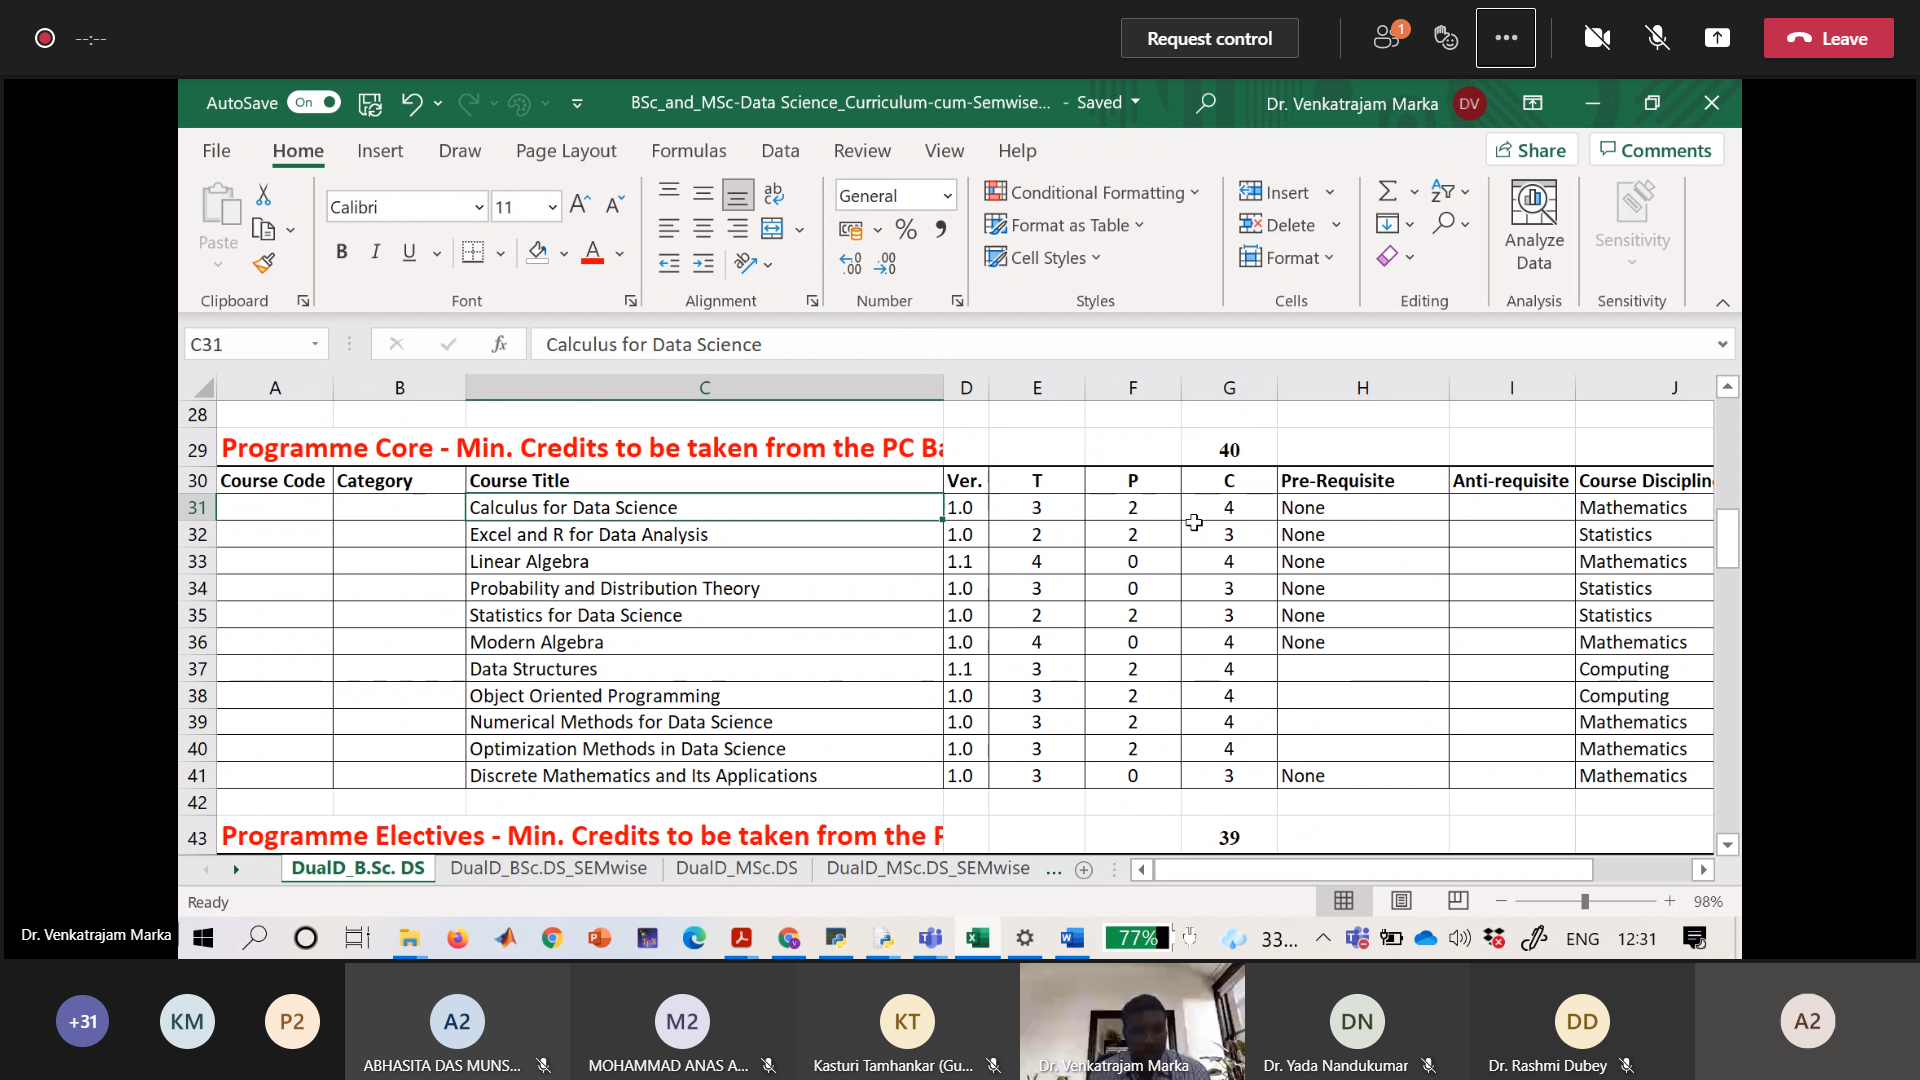 --:-- Request control 1 Leave
AutoSave On BSc_and_MSc-Data Science_Curriculum-cum-Semwise... - Saved Dr. Venkatrajam Marka DV
File Home Insert Draw Page Layout Formulas Data Review View Help Share Comments
Paste Calibri 11 General Conditional Formatting Format as Table Cell Styles Insert Delete Format Analyze Data Sensitivity
Clipboard Font Alignment Number Styles Cells Editing Analysis Sensitivity
C31 fx Calculus for Data Science
A B C D E F G H I J
28
29 Programme Core - Min. Credits to be taken from the PC Ba 40
30 Course Code Category Course Title Ver. T P C Pre-Requisite Anti-requisite Course Disciplin
31 Calculus for Data Science 1.0 3 2 4 None Mathematics
32 Excel and R for Data Analysis 1.0 2 2 3 None Statistics
33 Linear Algebra 1.1 4 0 4 None Mathematics
34 Probability and Distribution Theory 1.0 3 0 3 None Statistics
35 Statistics for Data Science 1.0 2 2 3 None Statistics
36 Modern Algebra 1.0 4 0 4 None Mathematics
37 Data Structures 1.1 3 2 4 Computing
38 Object Oriented Programming 1.0 3 2 4 Computing
39 Numerical Methods for Data Science 1.0 3 2 4 Mathematics
40 Optimization Methods in Data Science 1.0 3 2 4 Mathematics
41 Discrete Mathematics and Its Applications 1.0 3 0 3 None Mathematics
42
43 Programme Electives - Min. Credits to be taken from the P 39
DualD_B.Sc. DS DualD_BSc.DS_SEMwise DualD_MSc.DS DualD_MSc.DS_SEMwise ...
Ready 98%
Dr. Venkatrajam Marka 77% 33... ENG 12:31
+31 KM P2 A2 M2 KT DN DD A2
ABHASITA DAS MUNS... MOHAMMAD ANAS A... Kasturi Tamhankar (Gu... Dr. Venkatrajam Marka Dr. Yada Nandukumar Dr. Rashmi Dubey